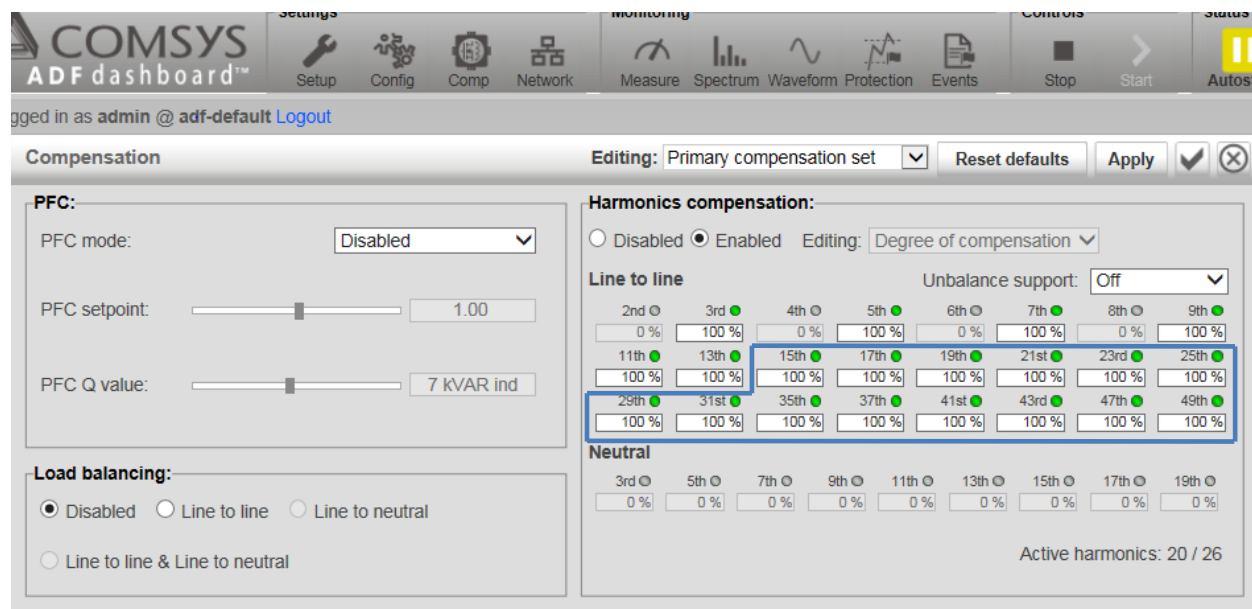 Settings Monitoring Controls Status
COMSYS
ADF dashboard™
Setup Config Comp Network Measure Spectrum Waveform Protection Events Stop Start
gged in as admin @ adf-default Logout
Compensation Editing: Primary compensation set Reset defaults Apply
PFC:
PFC mode: Disabled
PFC setpoint: 1.00
PFC Q value: 7 kVAR ind
Load balancing:
Disabled Line to line Line to neutral
Line to line & Line to neutral
Harmonics compensation:
Disabled Enabled Editing: Degree of compensation
Line to line Unbalance support: Off
2nd 3rd 4th 5th 6th 7th 8th 9th
0 % 100 % 0 % 100 % 0 % 100 % 0 % 100 %
11th 13th 15th 17th 19th 21st 23rd 25th
100 % 100 % 100 % 100 % 100 % 100 % 100 % 100 %
29th 31st 35th 37th 41st 43rd 47th 49th
100 % 100 % 100 % 100 % 100 % 100 % 100 % 100 %
Neutral
3rd 5th 7th 9th 11th 13th 15th 17th 19th
0 % 0 % 0 % 0 % 0 % 0 % 0 % 0 % 0 %
Active harmonics: 20 / 26